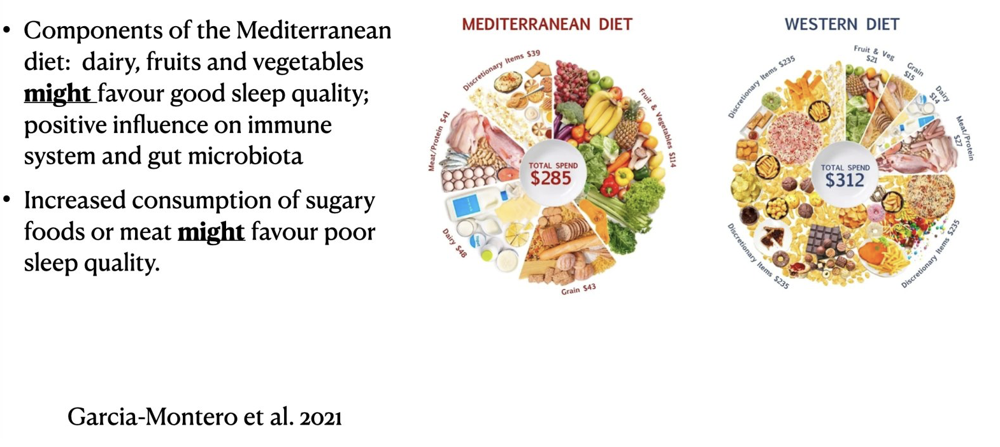 • Components of the Mediterranean
diet: dairy, fruits and vegetables
might favour good sleep quality;
positive influence on immune
system and gut microbiota
• Increased consumption of sugary
foods or meat might favour poor
sleep quality.
Garcia-Montero et al. 2021
MEDITERRANEAN DIET
Discretionary Items $39
Fruit & Vegetables $114
Meat/Protein $41
TOTAL SPEND
$285
Dairy $48
Grain $43
WESTERN DIET
Fruit & Veg
$21
Grain
$15
Dairy
$14
Meat/Protein
$27
Discretionary Items $235
TOTAL SPEND
$312
Discretionary Items $235
Discretionary Items $235